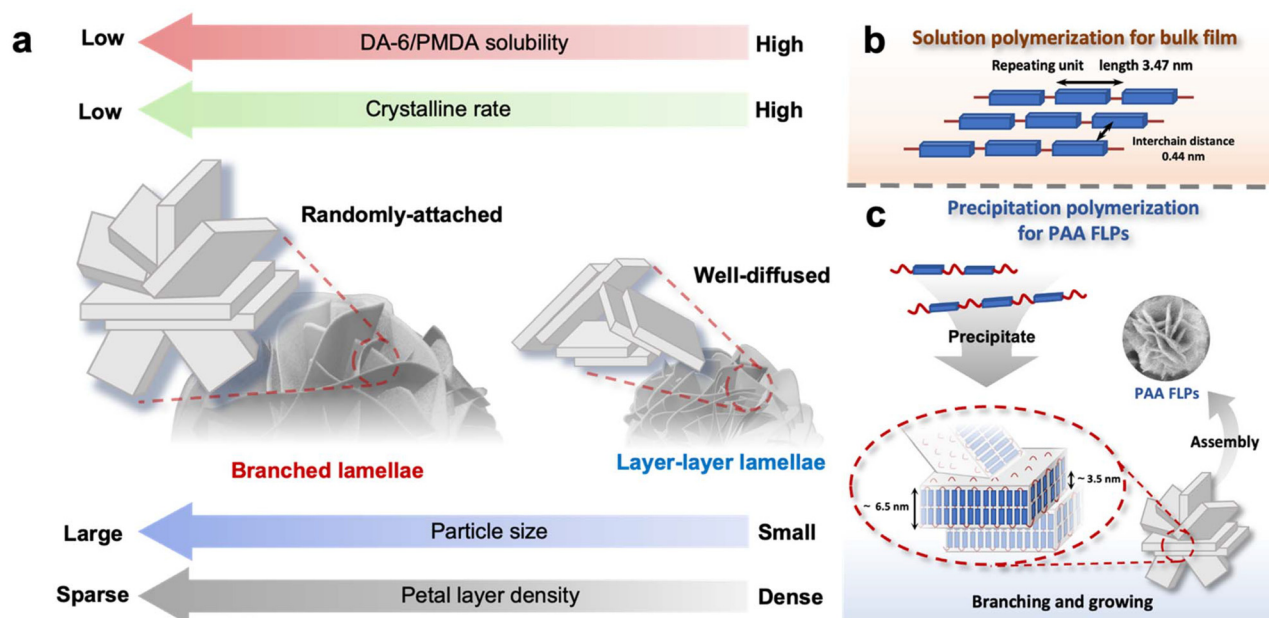 a
Low
DA-6/PMDA solubility
High
Low
Crystalline rate
High
Randomly-attached
Well-diffused
Branched lamellae
Layer-layer lamellae
Large
Particle size
Small
Sparse
Petal layer density
Dense
b
Solution polymerization for bulk film
Repeating unit length 3.47 nm
Interchain distance
0.44 nm
c
Precipitation polymerization
for PAA FLPs
Precipitate
PAA FLPs
Assembly
~ 3.5 nm
~ 6.5 nm
Branching and growing